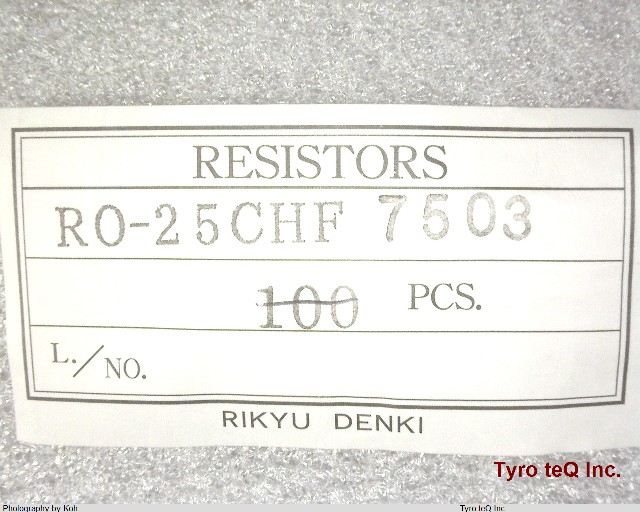 RESISTORS
RO-25CHF 7503
100 PCS.
L./NO.
RIKYU DENKI
Tyro teQ Inc.
Photography by Koh Tyro teQ Inc